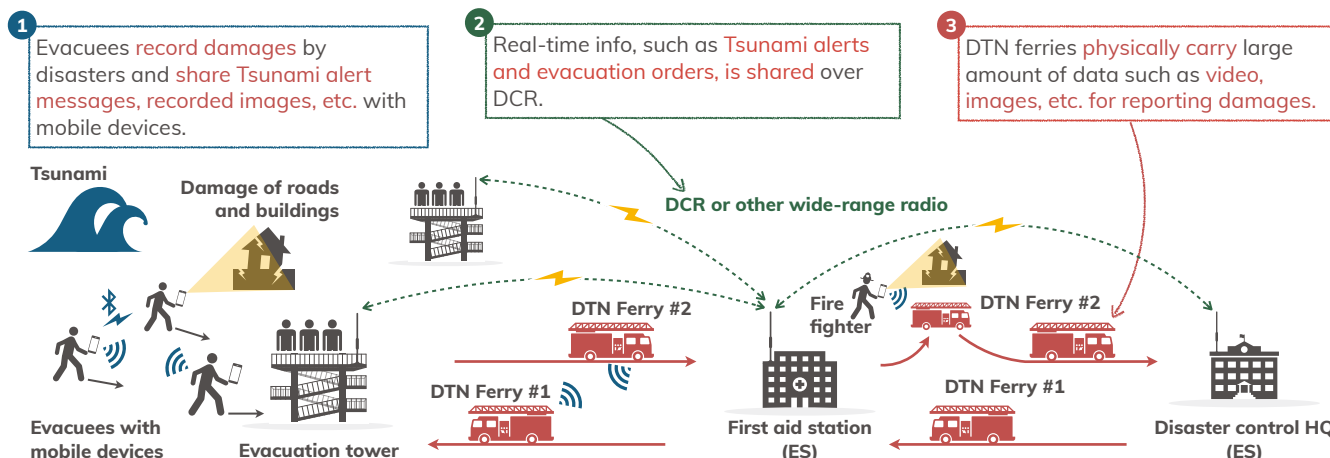 1
Evacuees record damages by
disasters and share Tsunami alert
messages, recorded images, etc. with
mobile devices.
2
Real-time info, such as Tsunami alerts
and evacuation orders, is shared over
DCR.
3
DTN ferries physically carry large
amount of data such as video,
images, etc. for reporting damages.
Tsunami
Damage of roads
and buildings
DCR or other wide-range radio
Fire
fighter
DTN Ferry #2
DTN Ferry #2
DTN Ferry #1
DTN Ferry #1
Evacuees with
mobile devices
Evacuation tower
First aid station
(ES)
Disaster control HQ
(ES)